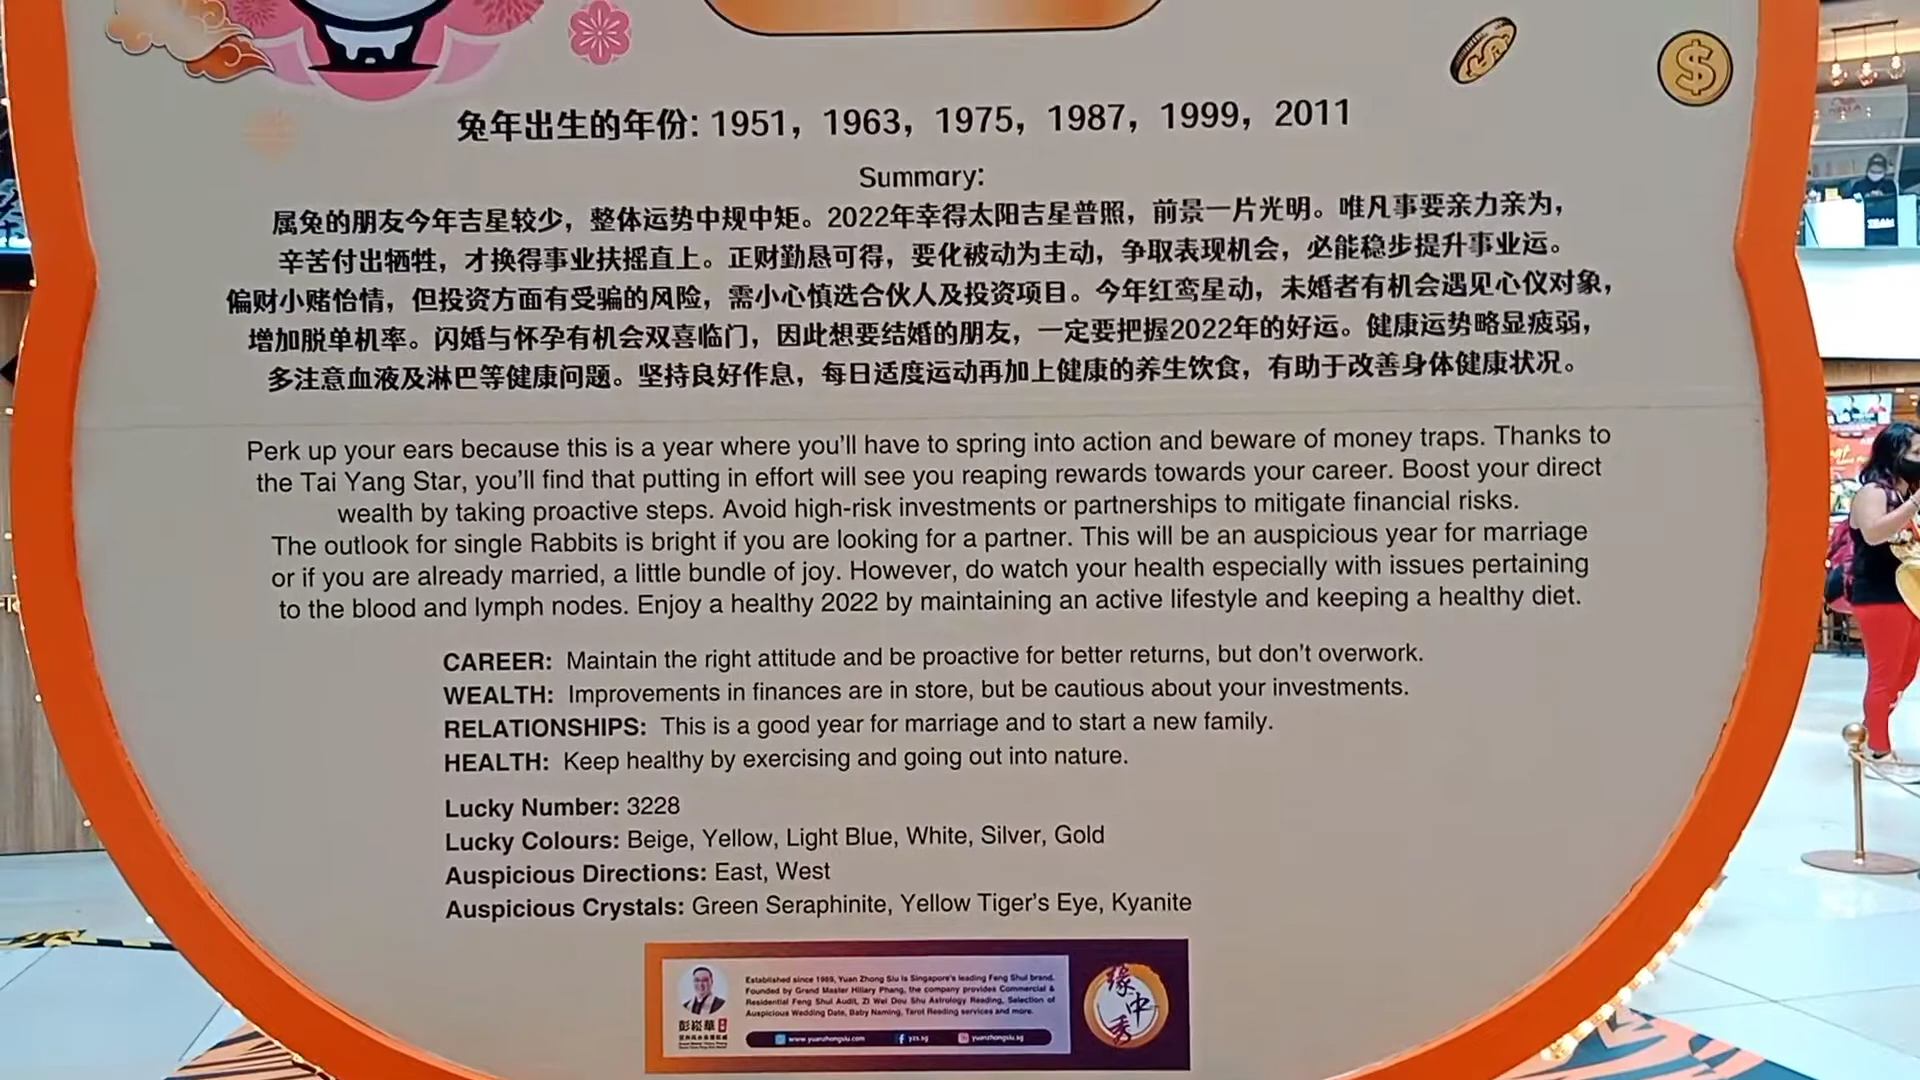 兔年出生的年份: 1951，1963，1975，1987，1999，2011
Summary:
属兔的朋友今年吉星较少，整体运势中规中矩。2022年幸得太阳吉星普照，前景一片光明。唯凡事要亲力亲为，
辛苦付出牺牲，才换得事业扶摇直上。正财勤恳可得，要化被动为主动，争取表现机会，必能稳步提升事业运。
偏财小赌怡情，但投资方面有受骗的风险，需小心慎选合伙人及投资项目。今年红鸾星动，未婚者有机会遇见心仪对象，
增加脱单机率。闪婚与怀孕有机会双喜临门，因此想要结婚的朋友，一定要把握2022年的好运。健康运势略显疲弱，
多注意血液及淋巴等健康问题。坚持良好作息，每日适度运动再加上健康的养生饮食，有助于改善身体健康状况。
Perk up your ears because this is a year where you'll have to spring into action and beware of money traps. Thanks to
the Tai Yang Star, you'll find that putting in effort will see you reaping rewards towards your career. Boost your direct
wealth by taking proactive steps. Avoid high-risk investments or partnerships to mitigate financial risks.
The outlook for single Rabbits is bright if you are looking for a partner. This will be an auspicious year for marriage
or if you are already married, a little bundle of joy. However, do watch your health especially with issues pertaining
to the blood and lymph nodes. Enjoy a healthy 2022 by maintaining an active lifestyle and keeping a healthy diet.
CAREER: Maintain the right attitude and be proactive for better returns, but don't overwork.
WEALTH: Improvements in finances are in store, but be cautious about your investments.
RELATIONSHIPS: This is a good year for marriage and to start a new family.
HEALTH: Keep healthy by exercising and going out into nature.
Lucky Number: 3228
Lucky Colours: Beige, Yellow, Light Blue, White, Silver, Gold
Auspicious Directions: East, West
Auspicious Crystals: Green Seraphinite, Yellow Tiger's Eye, Kyanite
Established since 1989, Yuan Zhong Siu is Singapore's leading Feng Shui brand.
Founded by Grand Master Hillary Phang, the company provides Commercial &
Residential Feng Shui Audit, Zi Wei Dou Shu Astrology Reading, Selection of
Auspicious Wedding Date, Baby Naming, Tarot Reading services and more.
彭崧華
www.yuanzhongsiu.com
yzs.sg
yuanzhongsiu.sg
缘中秀